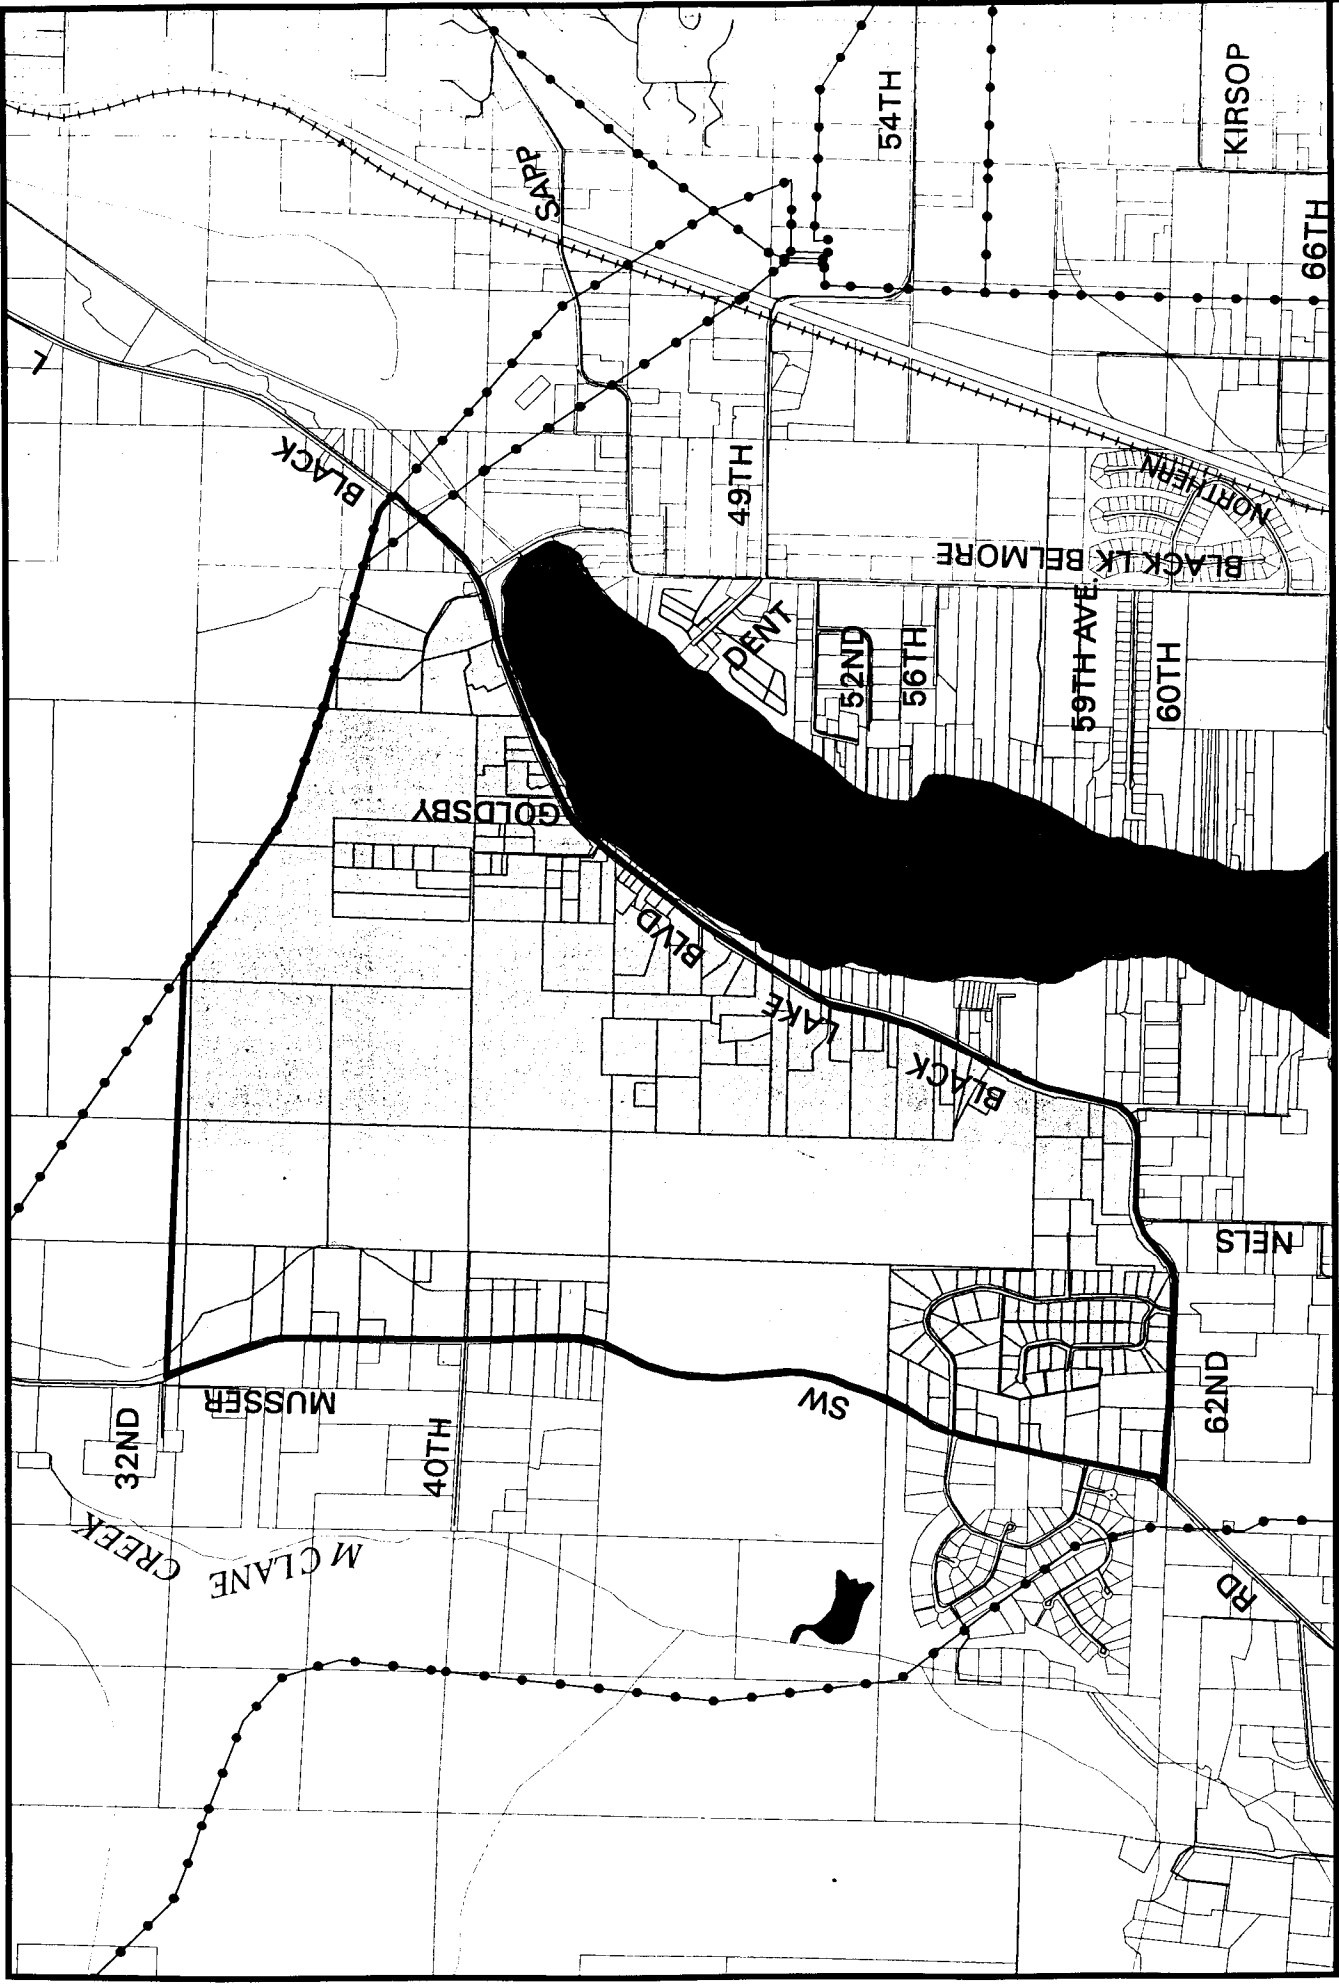 KIRSOP
54TH
66TH
SAPP
L
BLACK
49TH
NORTHERN
BLACK LK BELMORE
DENT
52ND
56TH
59TH AVE.
60TH
GOLDSBY
BLVD
LAKE
BLACK
NELS
62ND
SW
MUSSER
32ND
40TH
CREEK
MCLANE
RD